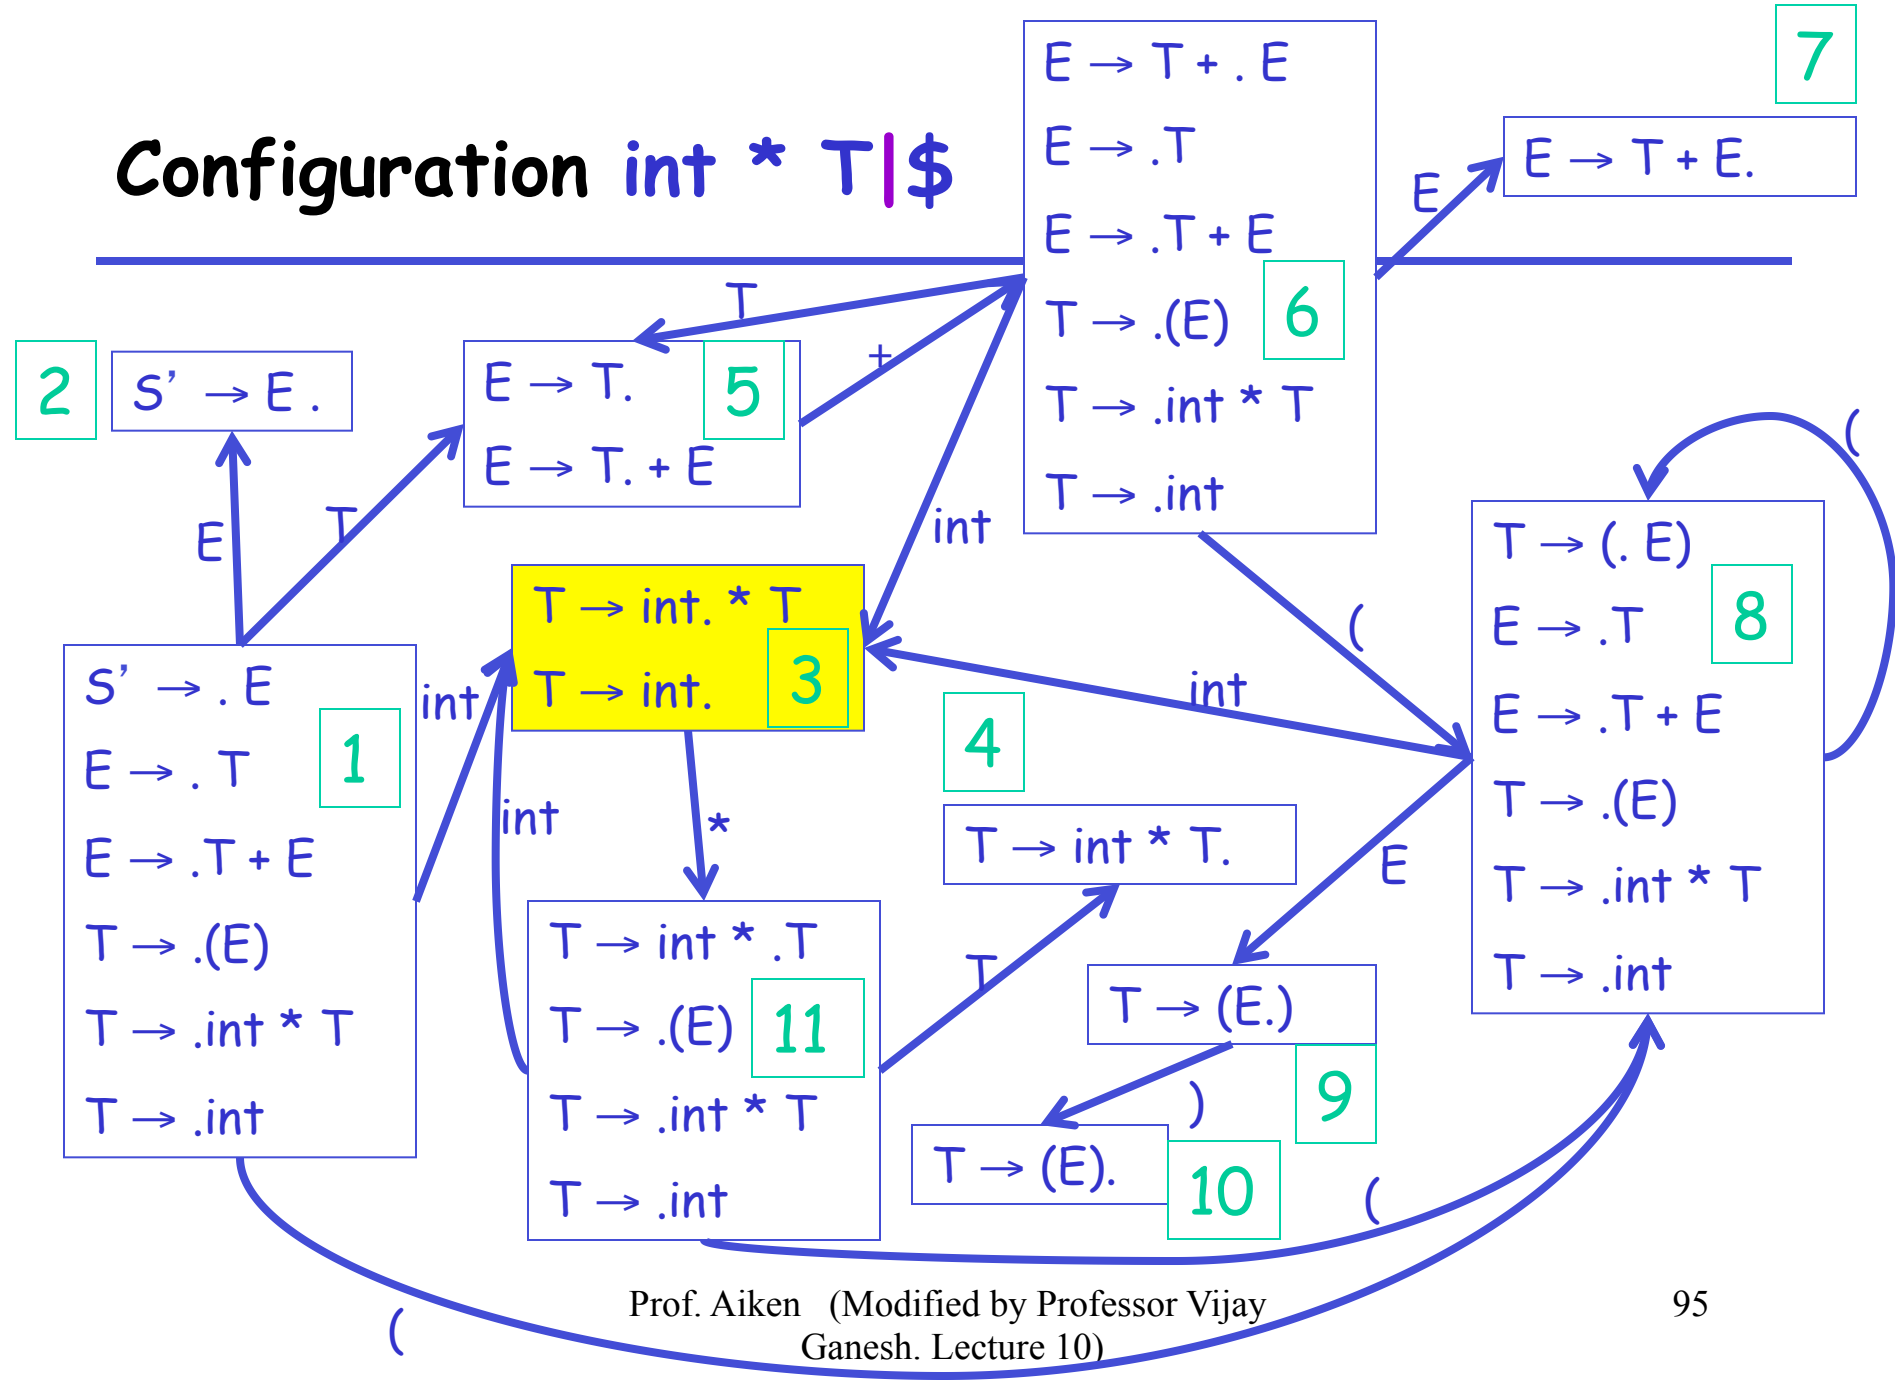 Configuration int * T|$
E → T + . E
E → .T
E → .T + E
T → .(E)
T → .int * T
T → .int
6
7
E → T + E.
E
T
+
2
S’ → E .
E → T.
E → T. + E
5
E
T
int
(
(
T → int. * T
T → int.
3
int
int
int
*
4
T → int * T.
T
E
S’ → . E
E → . T
E → .T + E
T → .(E)
T → .int * T
T → .int
1
T → int * .T
T → .(E)
T → .int * T
T → .int
11
T → (. E)
E → .T
E → .T + E
T → .(E)
T → .int * T
T → .int
8
T → (E.)
9
)
T → (E).
10
(
(
Prof. Aiken (Modified by Professor Vijay
Ganesh. Lecture 10)
95